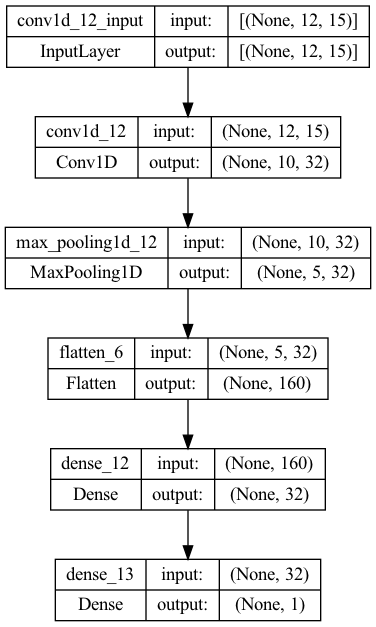 conv1d_12_input input: [(None, 12, 15)]
InputLayer output: [(None, 12, 15)]
conv1d_12 input: (None, 12, 15)
Conv1D output: (None, 10, 32)
max_pooling1d_12 input: (None, 10, 32)
MaxPooling1D output: (None, 5, 32)
flatten_6 input: (None, 5, 32)
Flatten output: (None, 160)
dense_12 input: (None, 160)
Dense output: (None, 32)
dense_13 input: (None, 32)
Dense output: (None, 1)